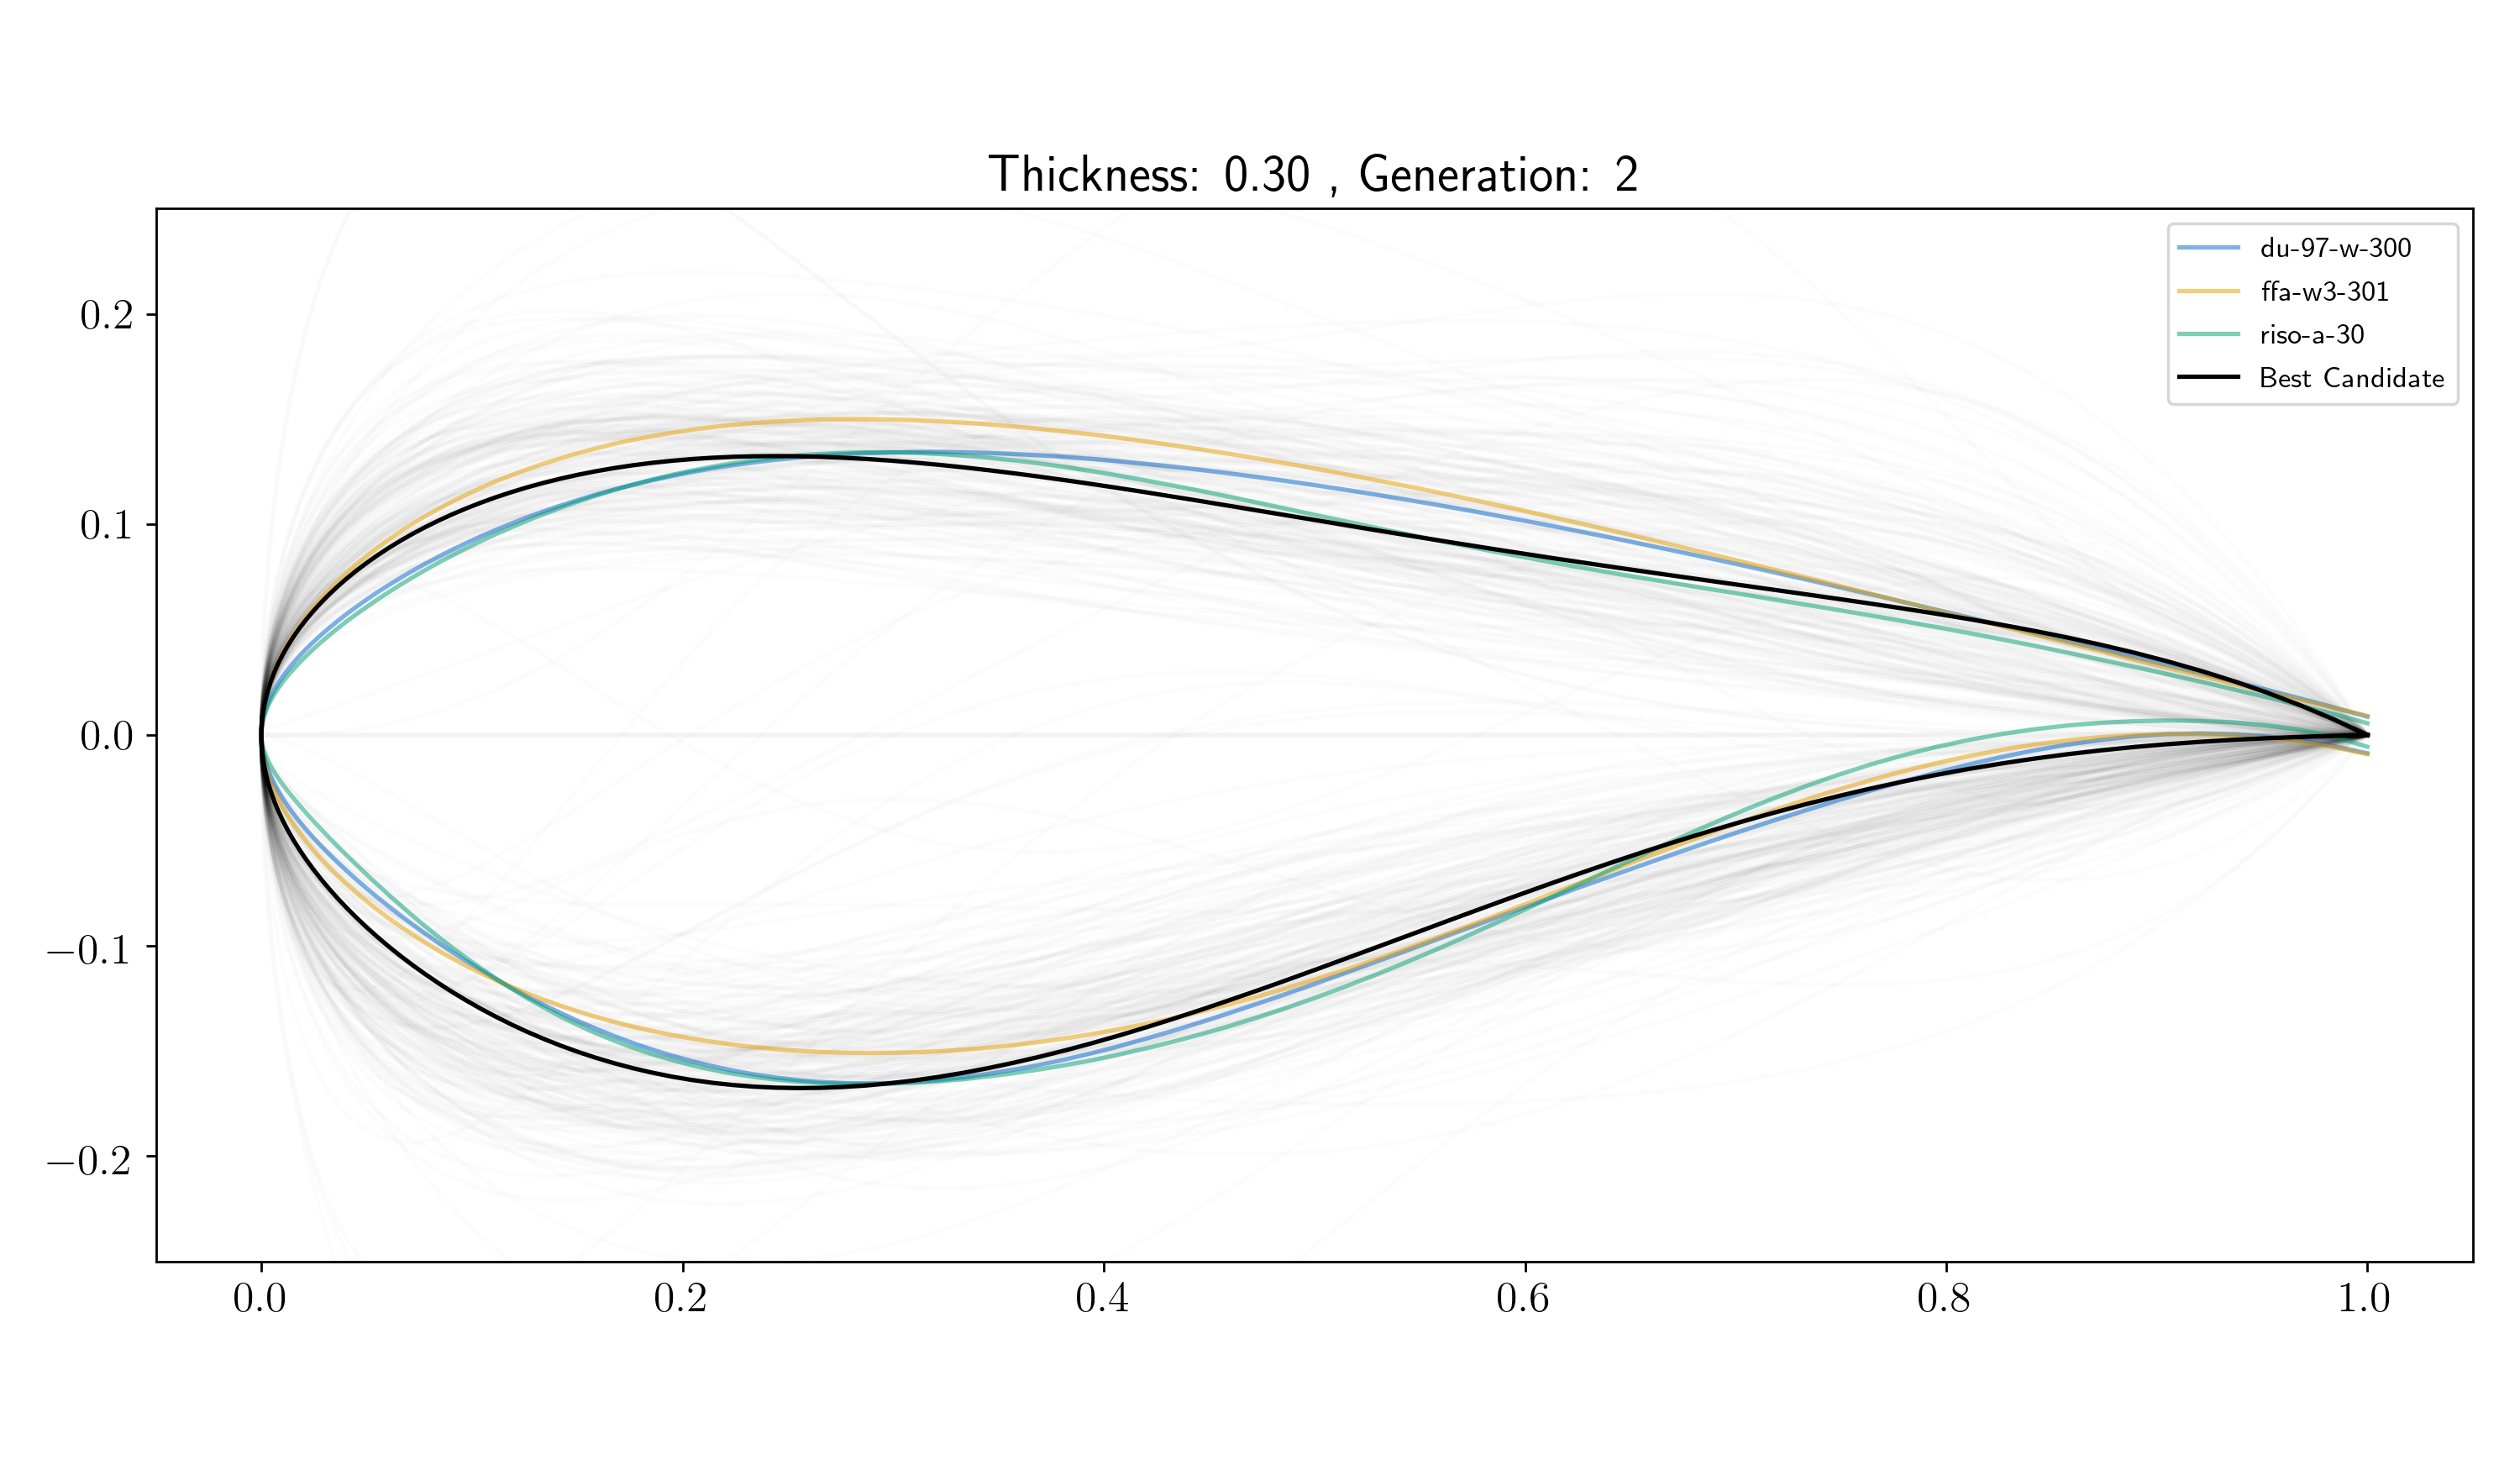 Thickness: 0.30 , Generation: 2
du-97-w-300
ffa-w3-301
riso-a-30
Best Candidate
0.2
0.1
0.0
−0.1
−0.2
0.0 0.2 0.4 0.6 0.8 1.0